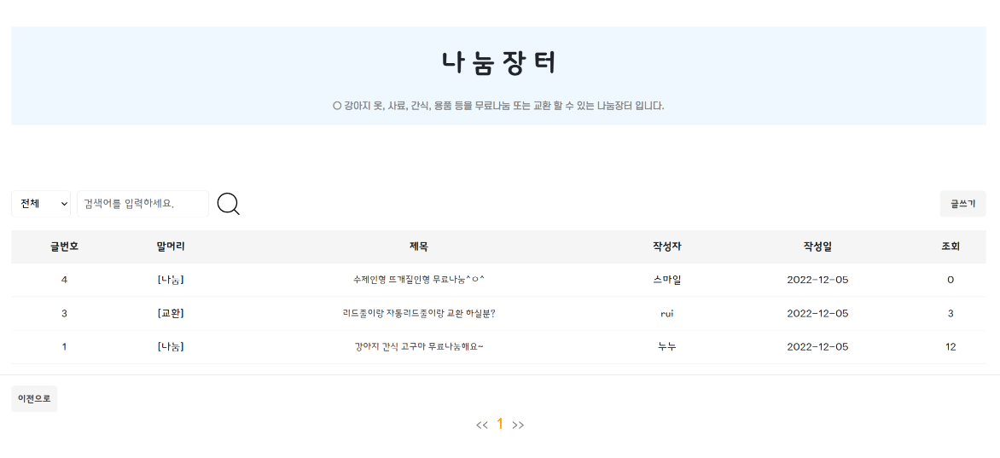 나눔장터
○ 강아지 옷, 사료, 간식, 용품 등을 무료나눔 또는 교환 할 수 있는 나눔장터 입니다.
전체 검색어를 입력하세요. 글쓰기
글번호 말머리 제목 작성자 작성일 조회
4 [나눔] 수제인형 뜨개질인형 무료나눔^ㅇ^ 스마일 2022-12-05 0
3 [교환] 리드줄이랑 자동리드줄이랑 교환 하실분? rui 2022-12-05 3
1 [나눔] 강아지 간식 고구마 무료나눔해요~ 누누 2022-12-05 12
이전으로
<< 1 >>